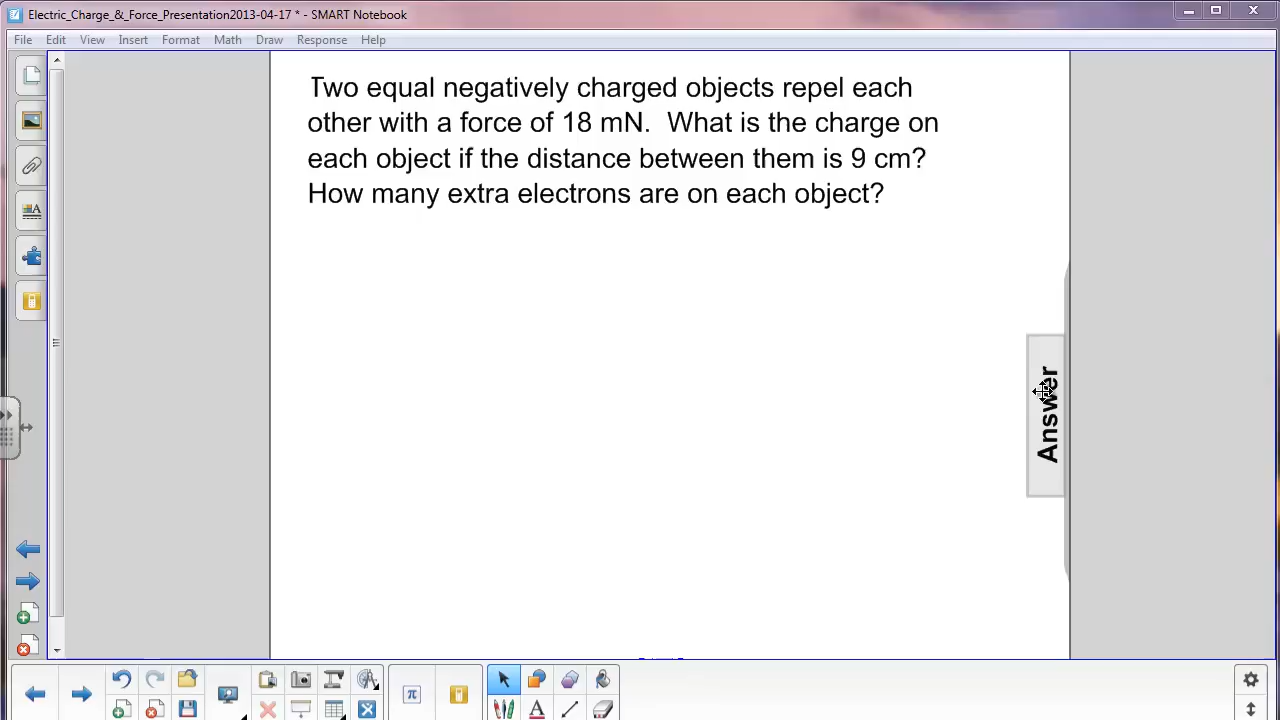 Electric_Charge_&_Force_Presentation2013-04-17 * - SMART Notebook
File Edit View Insert Format Math Draw Response Help
Two equal negatively charged objects repel each
other with a force of 18 mN. What is the charge on
each object if the distance between them is 9 cm?
How many extra electrons are on each object?
Answer